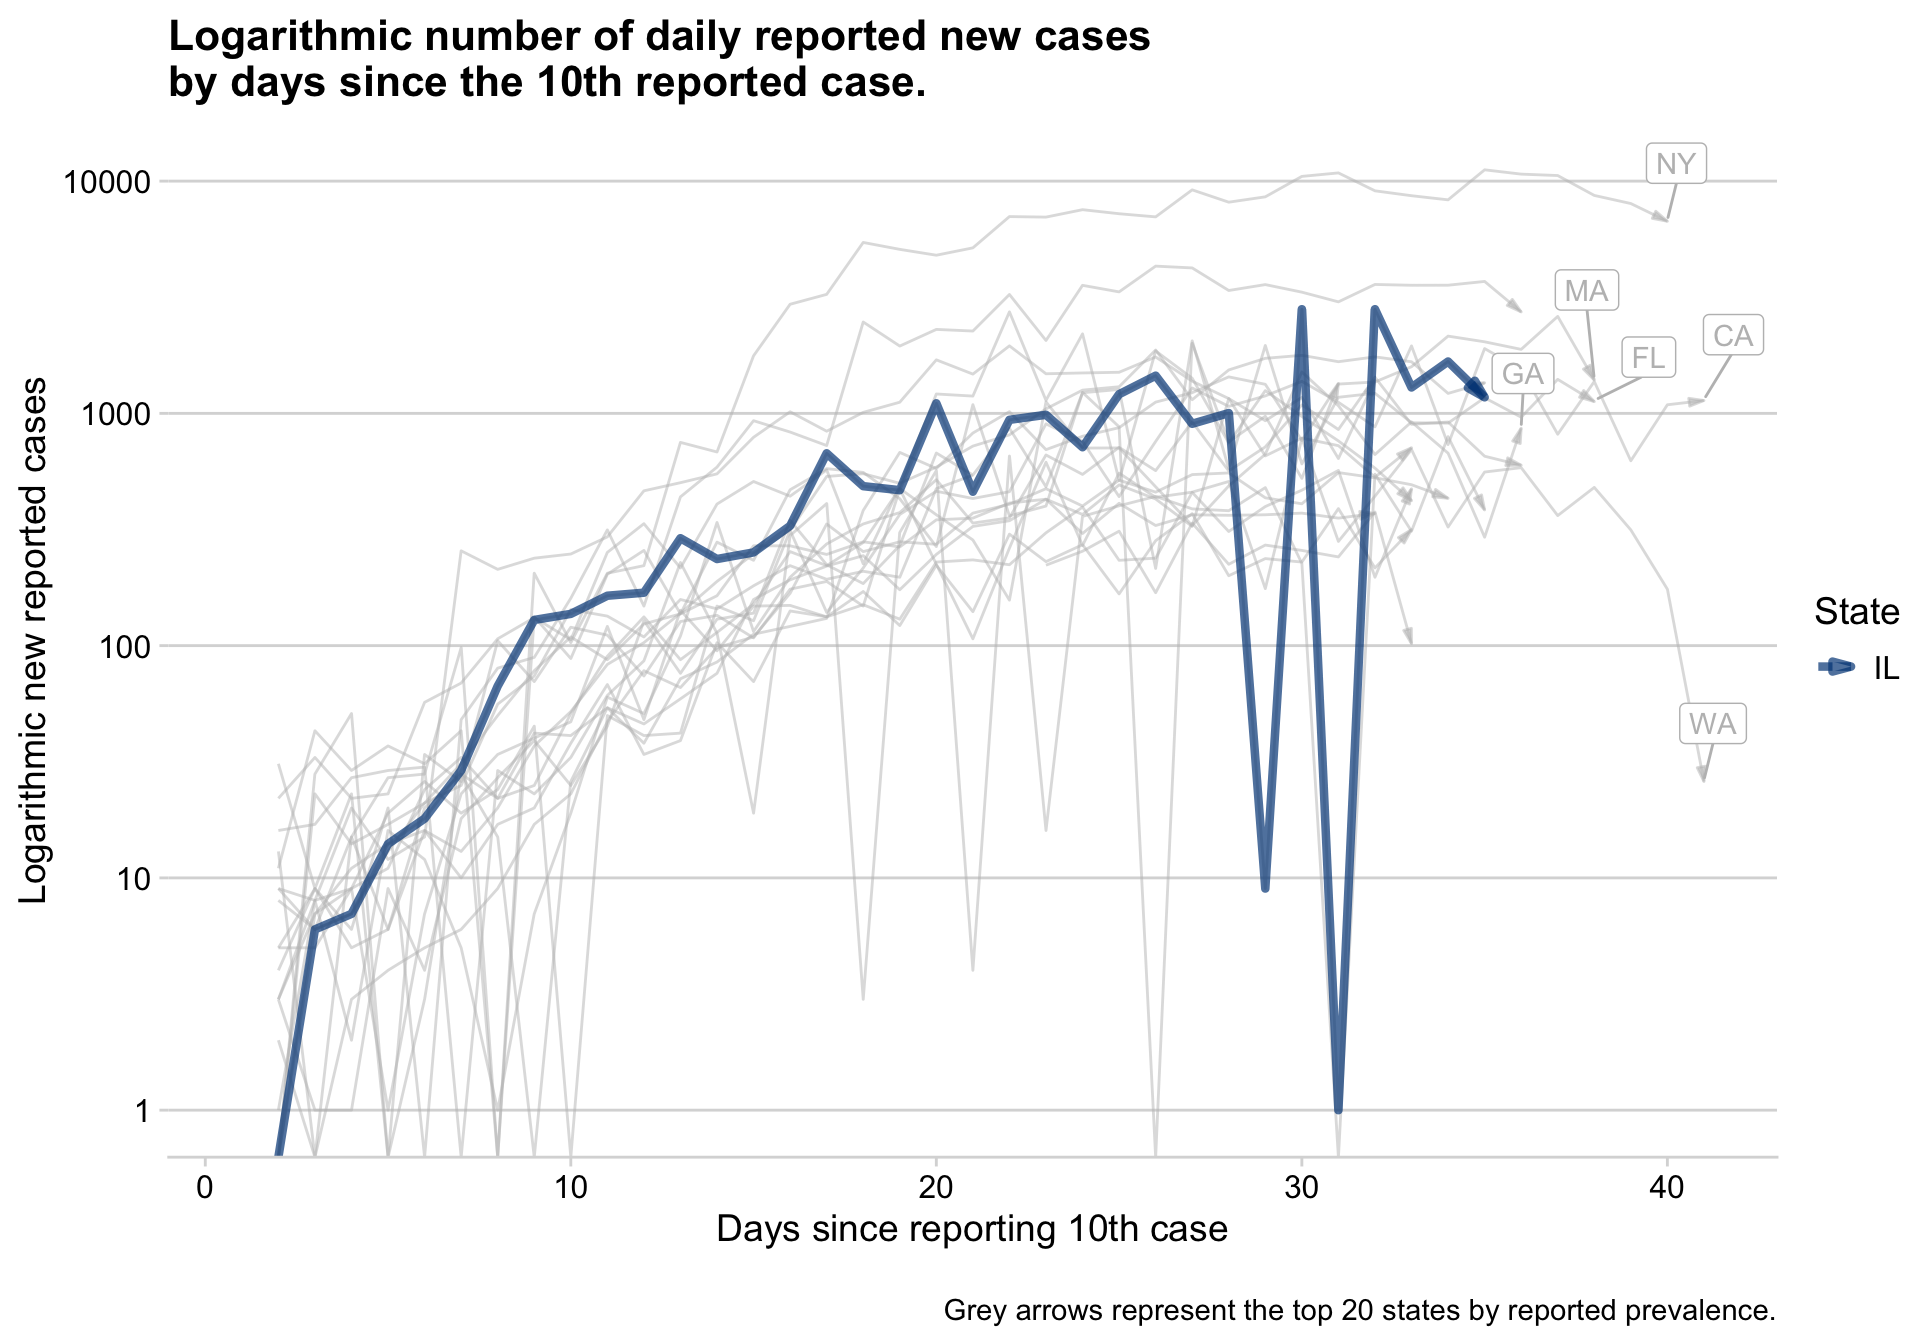 Logarithmic number of daily reported new cases
by days since the 10th reported case.
Logarithmic new reported cases
10000
1000
100
10
1
NY
MA
CA
FL
GA
WA
State
IL
0
10
20
30
40
Days since reporting 10th case
Grey arrows represent the top 20 states by reported prevalence.